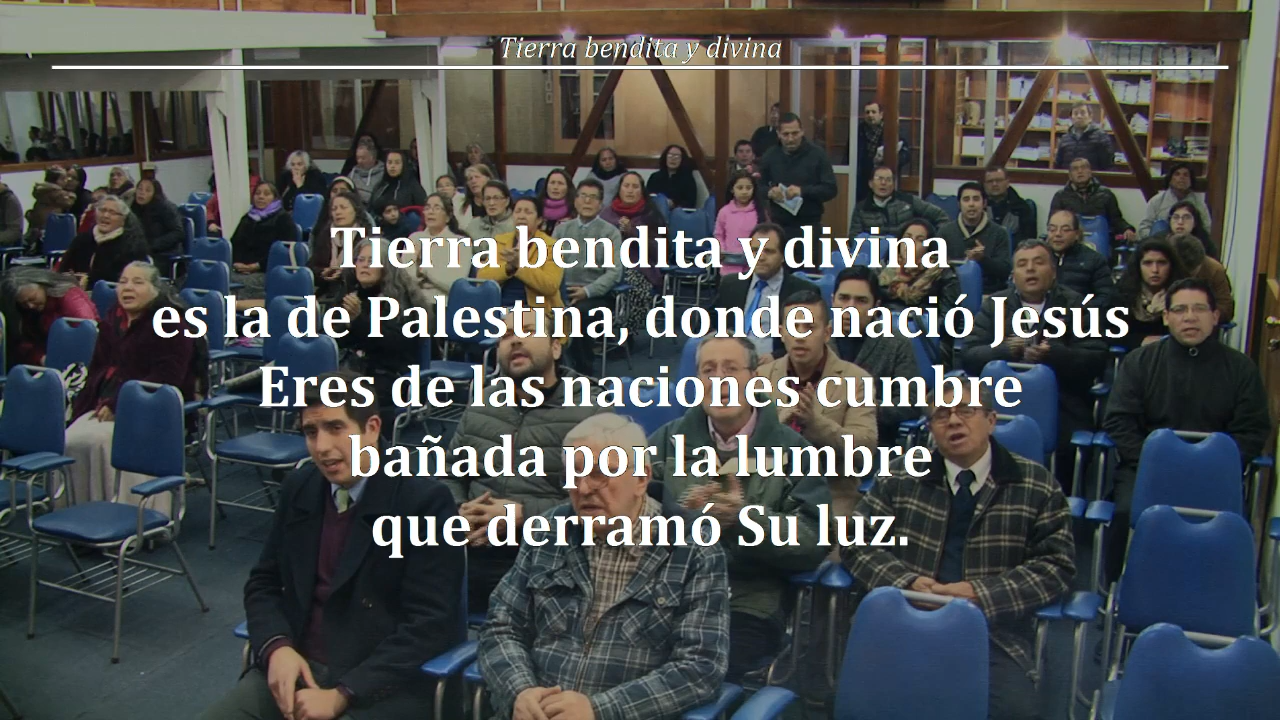 Tierra bendita y divina
Tierra bendita y divina
es la de Palestina, donde nació Jesús
Eres de las naciones cumbre
bañada por la lumbre
que derramó Su luz.